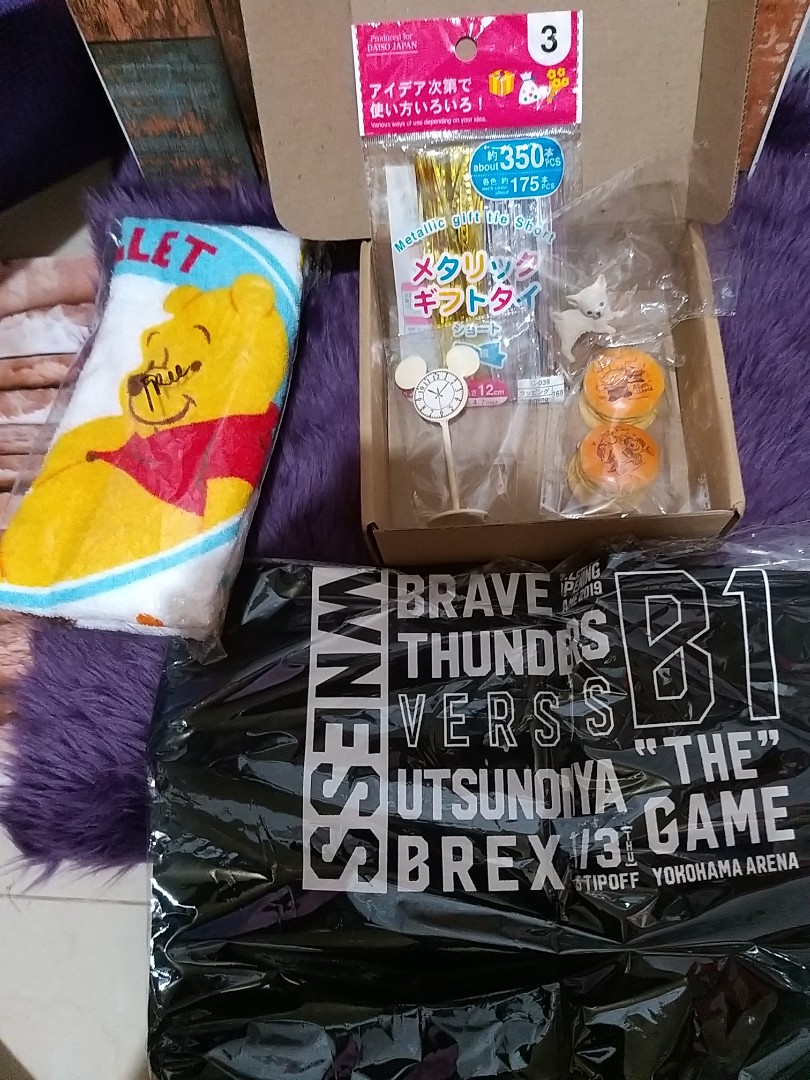 Produced for
DAISO JAPAN
3
アイデア次第で
使い方いろいろ！
Various ways of use depending on your idea.
約
about 350本
PCS
各色 約 175本
PCS
Metallic gift tie Short
メタリック
ギフトタイ
ショート
12cm
LLET
BRAVE
THUNDERS
VERSUS
UTSUNOMIYA
BREX
2019
B1
"THE"
GAME
1/3
TIPOFF
YOKOHAMA ARENA